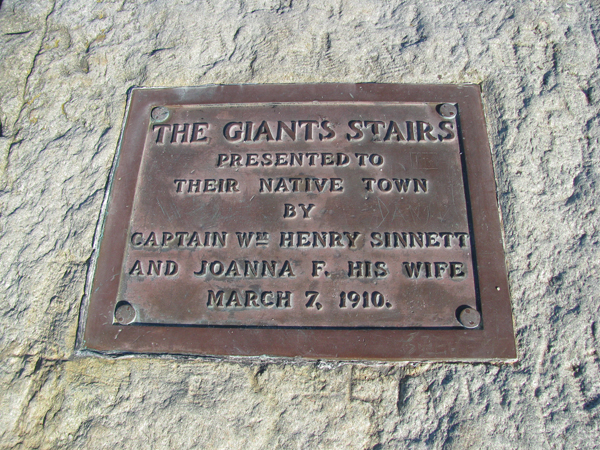 THE GIANTS STAIRS
PRESENTED TO
THEIR NATIVE TOWN
BY
CAPTAIN WM HENRY SINNETT
AND JOANNA F. HIS WIFE
MARCH 7, 1910.